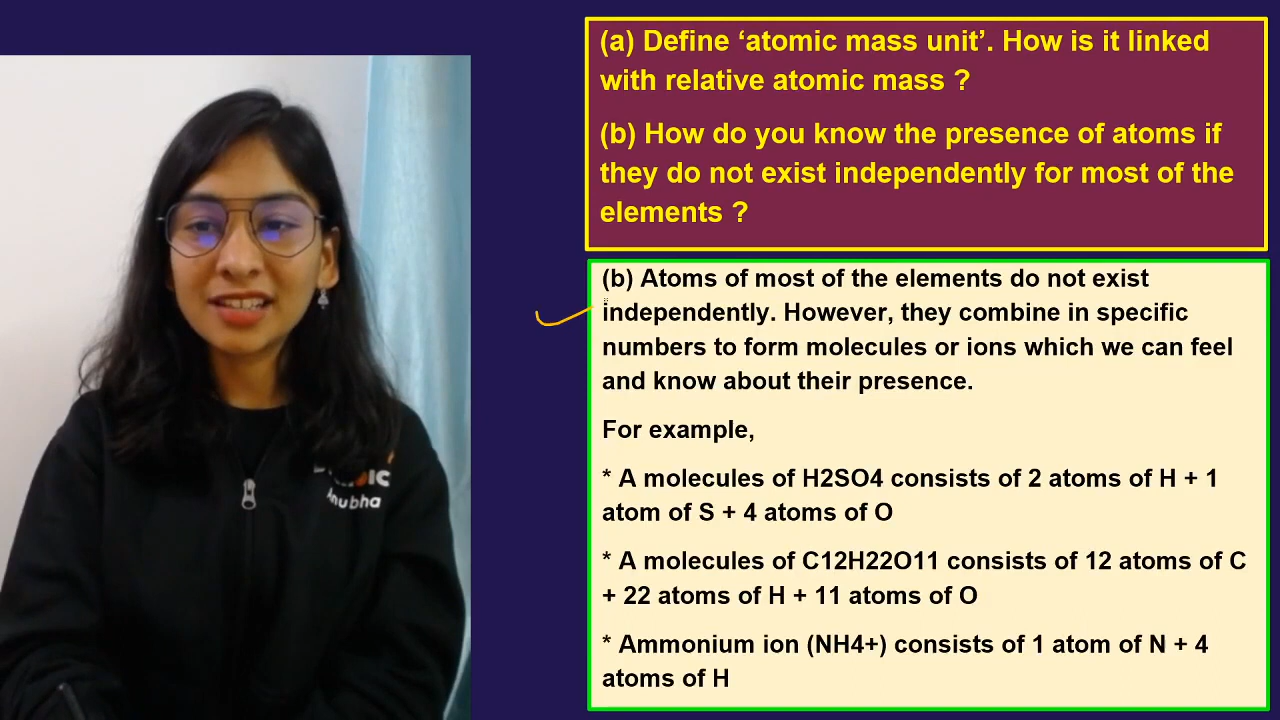 (a) Define ‘atomic mass unit’. How is it linked
with relative atomic mass ?
(b) How do you know the presence of atoms if
they do not exist independently for most of the
elements ?
(b) Atoms of most of the elements do not exist
independently. However, they combine in specific
numbers to form molecules or ions which we can feel
and know about their presence.
For example,
* A molecules of H2SO4 consists of 2 atoms of H + 1
atom of S + 4 atoms of O
* A molecules of C12H22O11 consists of 12 atoms of C
+ 22 atoms of H + 11 atoms of O
* Ammonium ion (NH4+) consists of 1 atom of N + 4
atoms of H
Anubha